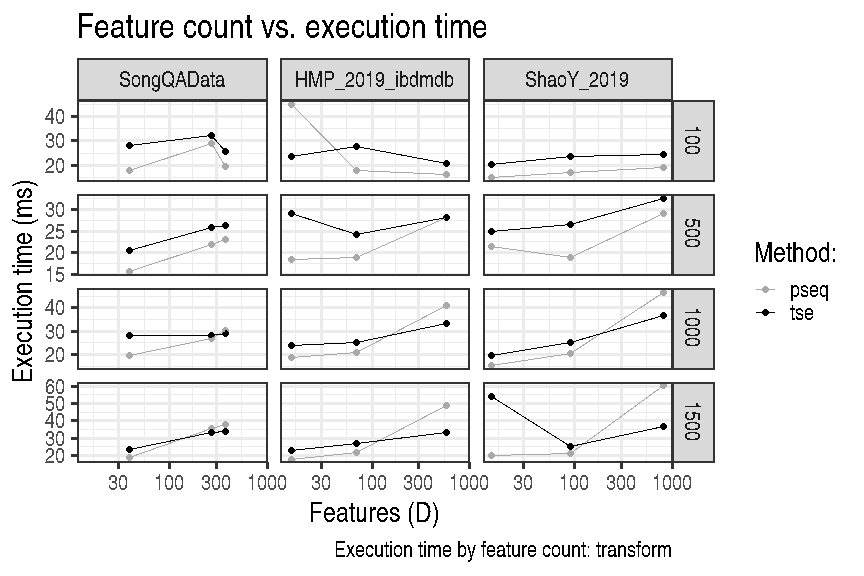 Feature count vs. execution time
SongQAData HMP_2019_ibdmdb ShaoY_2019
40
30
20
100
30
25
20
15
500
40
30
20
1000
60
50
40
30
20
1500
30 100 300 1000 30 100 300 1000 30 100 300 1000
Execution time (ms)
Features (D)
Method:
pseq
tse
Execution time by feature count: transform